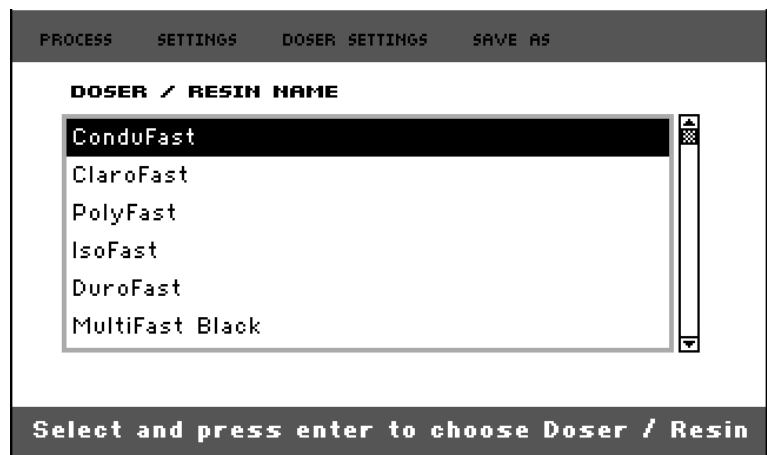 PROCESS SETTINGS DOSER SETTINGS SAVE AS
DOSER / RESIN NAME
ConduFast
ClaroFast
PolyFast
IsoFast
DuroFast
MultiFast Black
Select and press enter to choose Doser / Resin